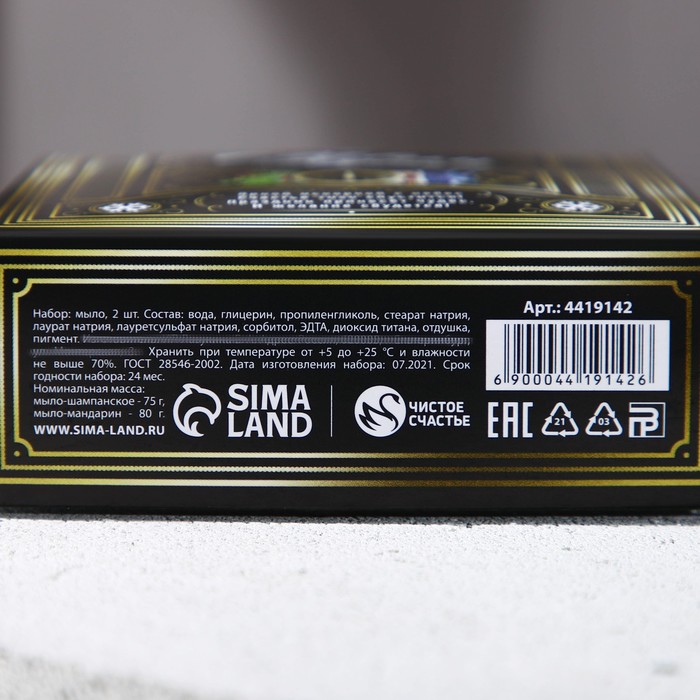 И ЖЕЛАНИЯ СБУДУТСЯ!
Набор: мыло, 2 шт. Состав: вода, глицерин, пропиленгликоль, стеарат натрия,
лаурат натрия, лауретсульфат натрия, сорбитол, ЭДТА, диоксид титана, отдушка,
пигмент.
Хранить при температуре от +5 до +25 °С и влажности
не выше 70%. ГОСТ 28546-2002. Дата изготовления набора: 07.2021. Срок
годности набора: 24 мес.
Номинальная масса:
мыло-шампанское - 75 г,
мыло-мандарин - 80 г.
WWW.SIMA-LAND.RU
SIMA
LAND
ЧИСТОЕ
СЧАСТЬЕ
Арт.: 4419142
6 900044 191426
EAC
21
03